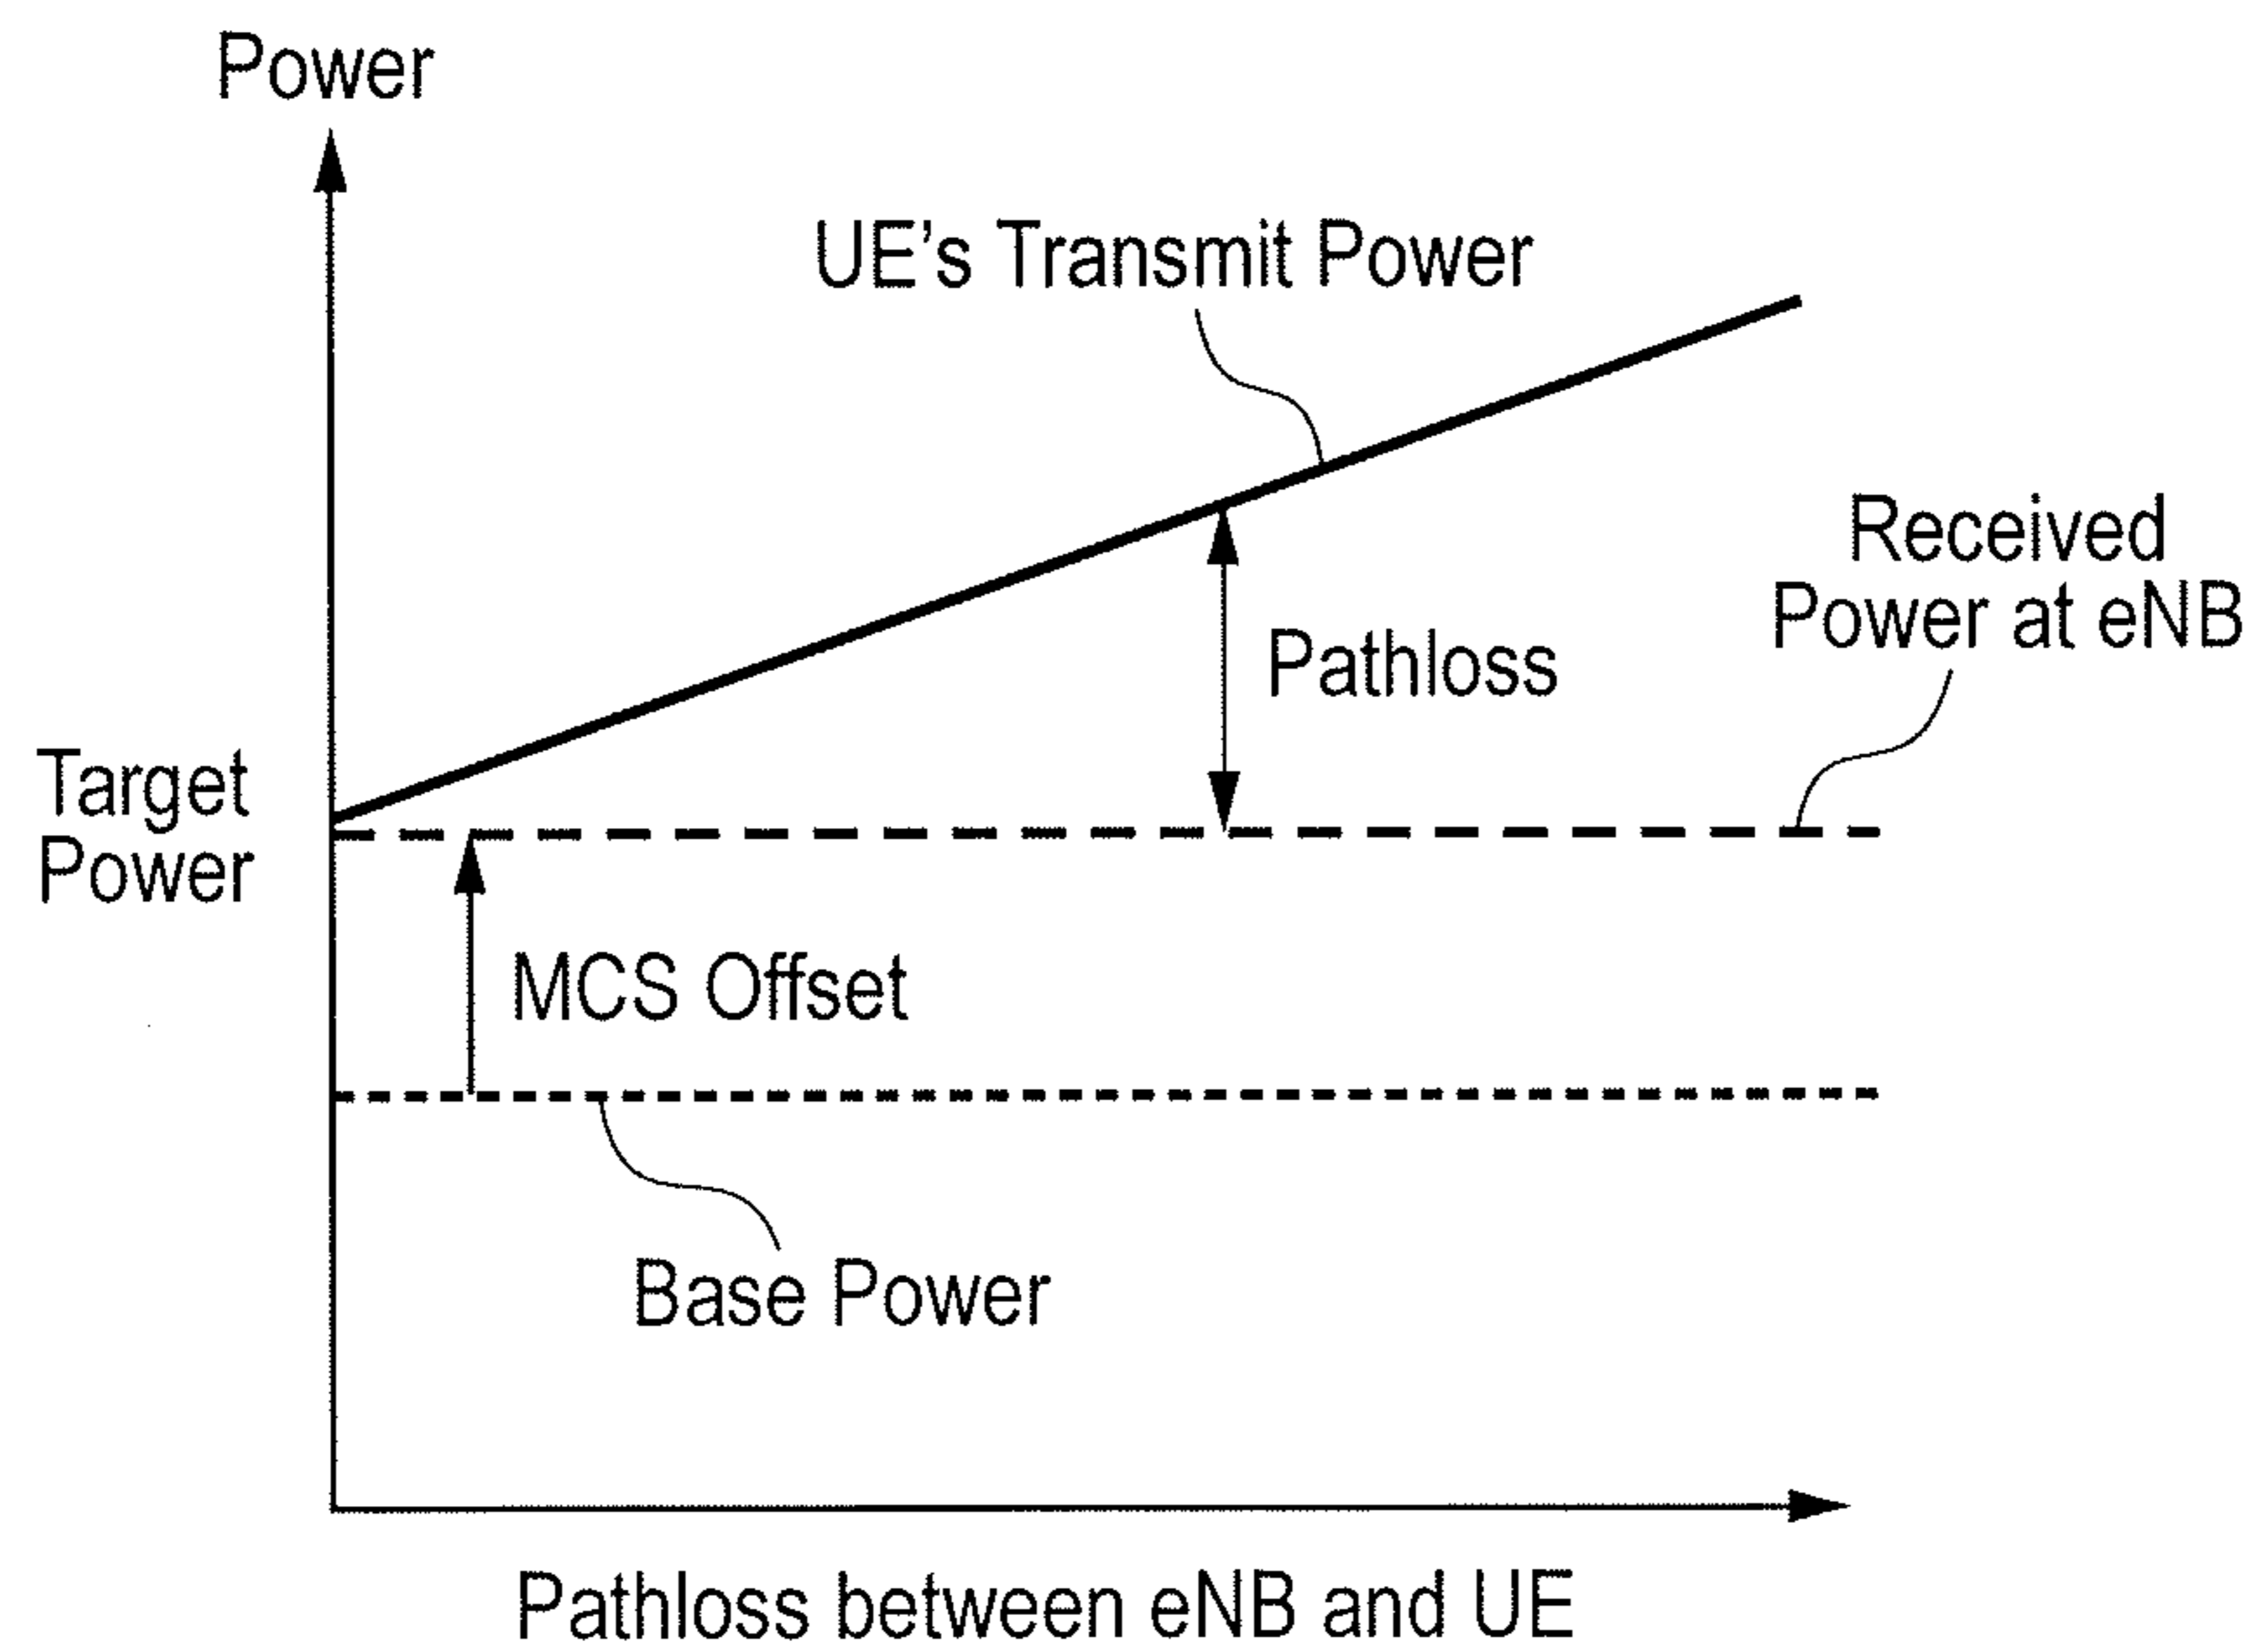 Power
UE's Transmit Power
Received
Power at eNB
Pathloss
Target
Power
MCS Offset
Base Power
Pathloss between eNB and UE